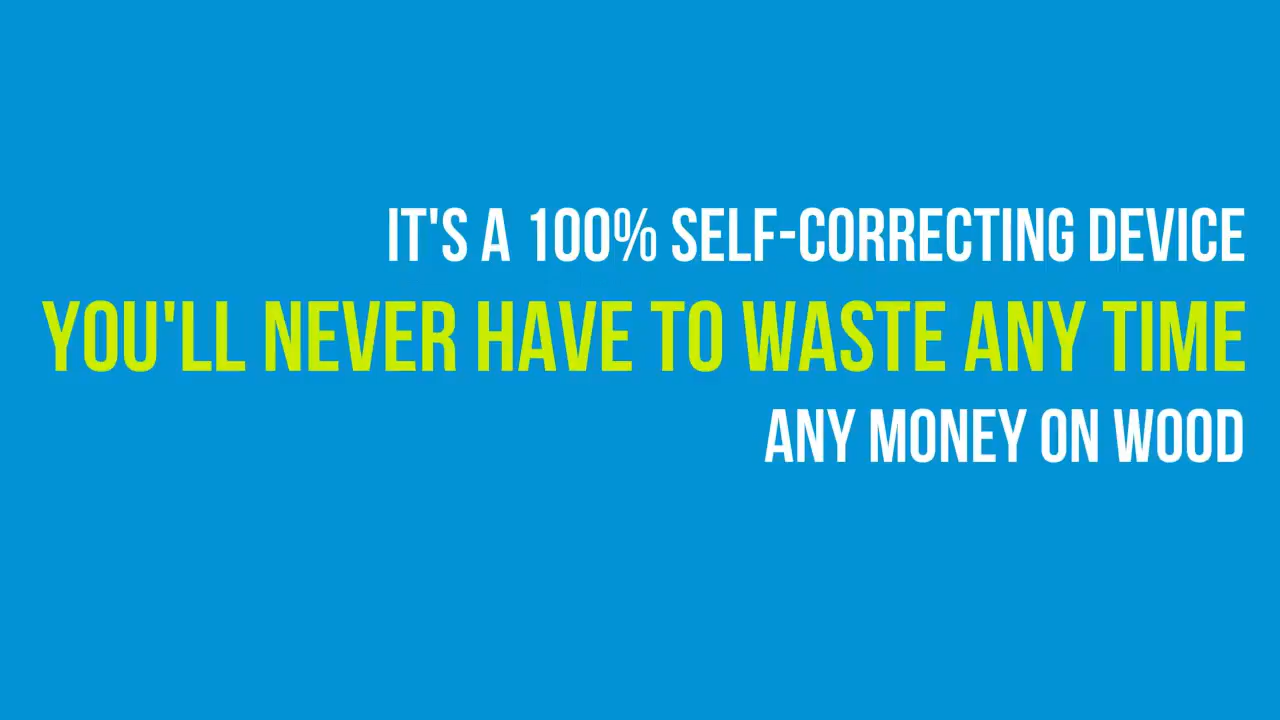 IT'S A 100% SELF-CORRECTING DEVICE
YOU'LL NEVER HAVE TO WASTE ANY TIME
ANY MONEY ON WOOD